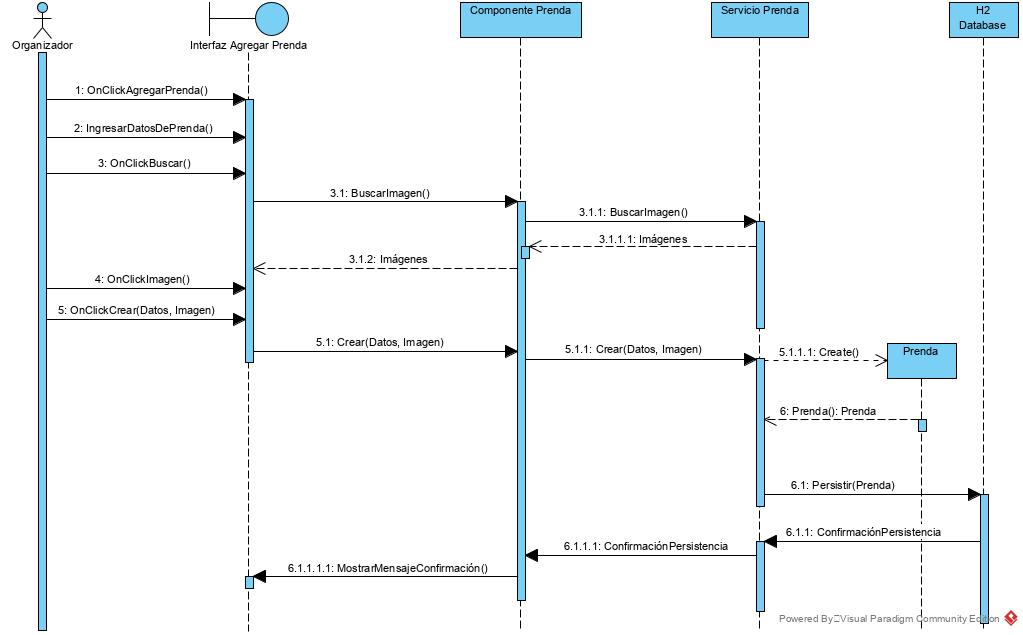 Organizador
Interfaz Agregar Prenda
Componente Prenda
Servicio Prenda
H2
Database
1: OnClickAgregarPrenda()
2: IngresarDatosDePrenda()
3: OnClickBuscar()
3.1: BuscarImagen()
3.1.1: BuscarImagen()
3.1.1.1: Imágenes
3.1.2: Imágenes
4: OnClickImagen()
5: OnClickCrear(Datos, Imagen)
5.1: Crear(Datos, Imagen)
5.1.1: Crear(Datos, Imagen)
5.1.1.1: Create()
Prenda
6: Prenda(): Prenda
6.1: Persistir(Prenda)
6.1.1: ConfirmaciónPersistencia
6.1.1.1: ConfirmaciónPersistencia
6.1.1.1.1: MostrarMensajeConfirmación()
Powered By Visual Paradigm Community Edition